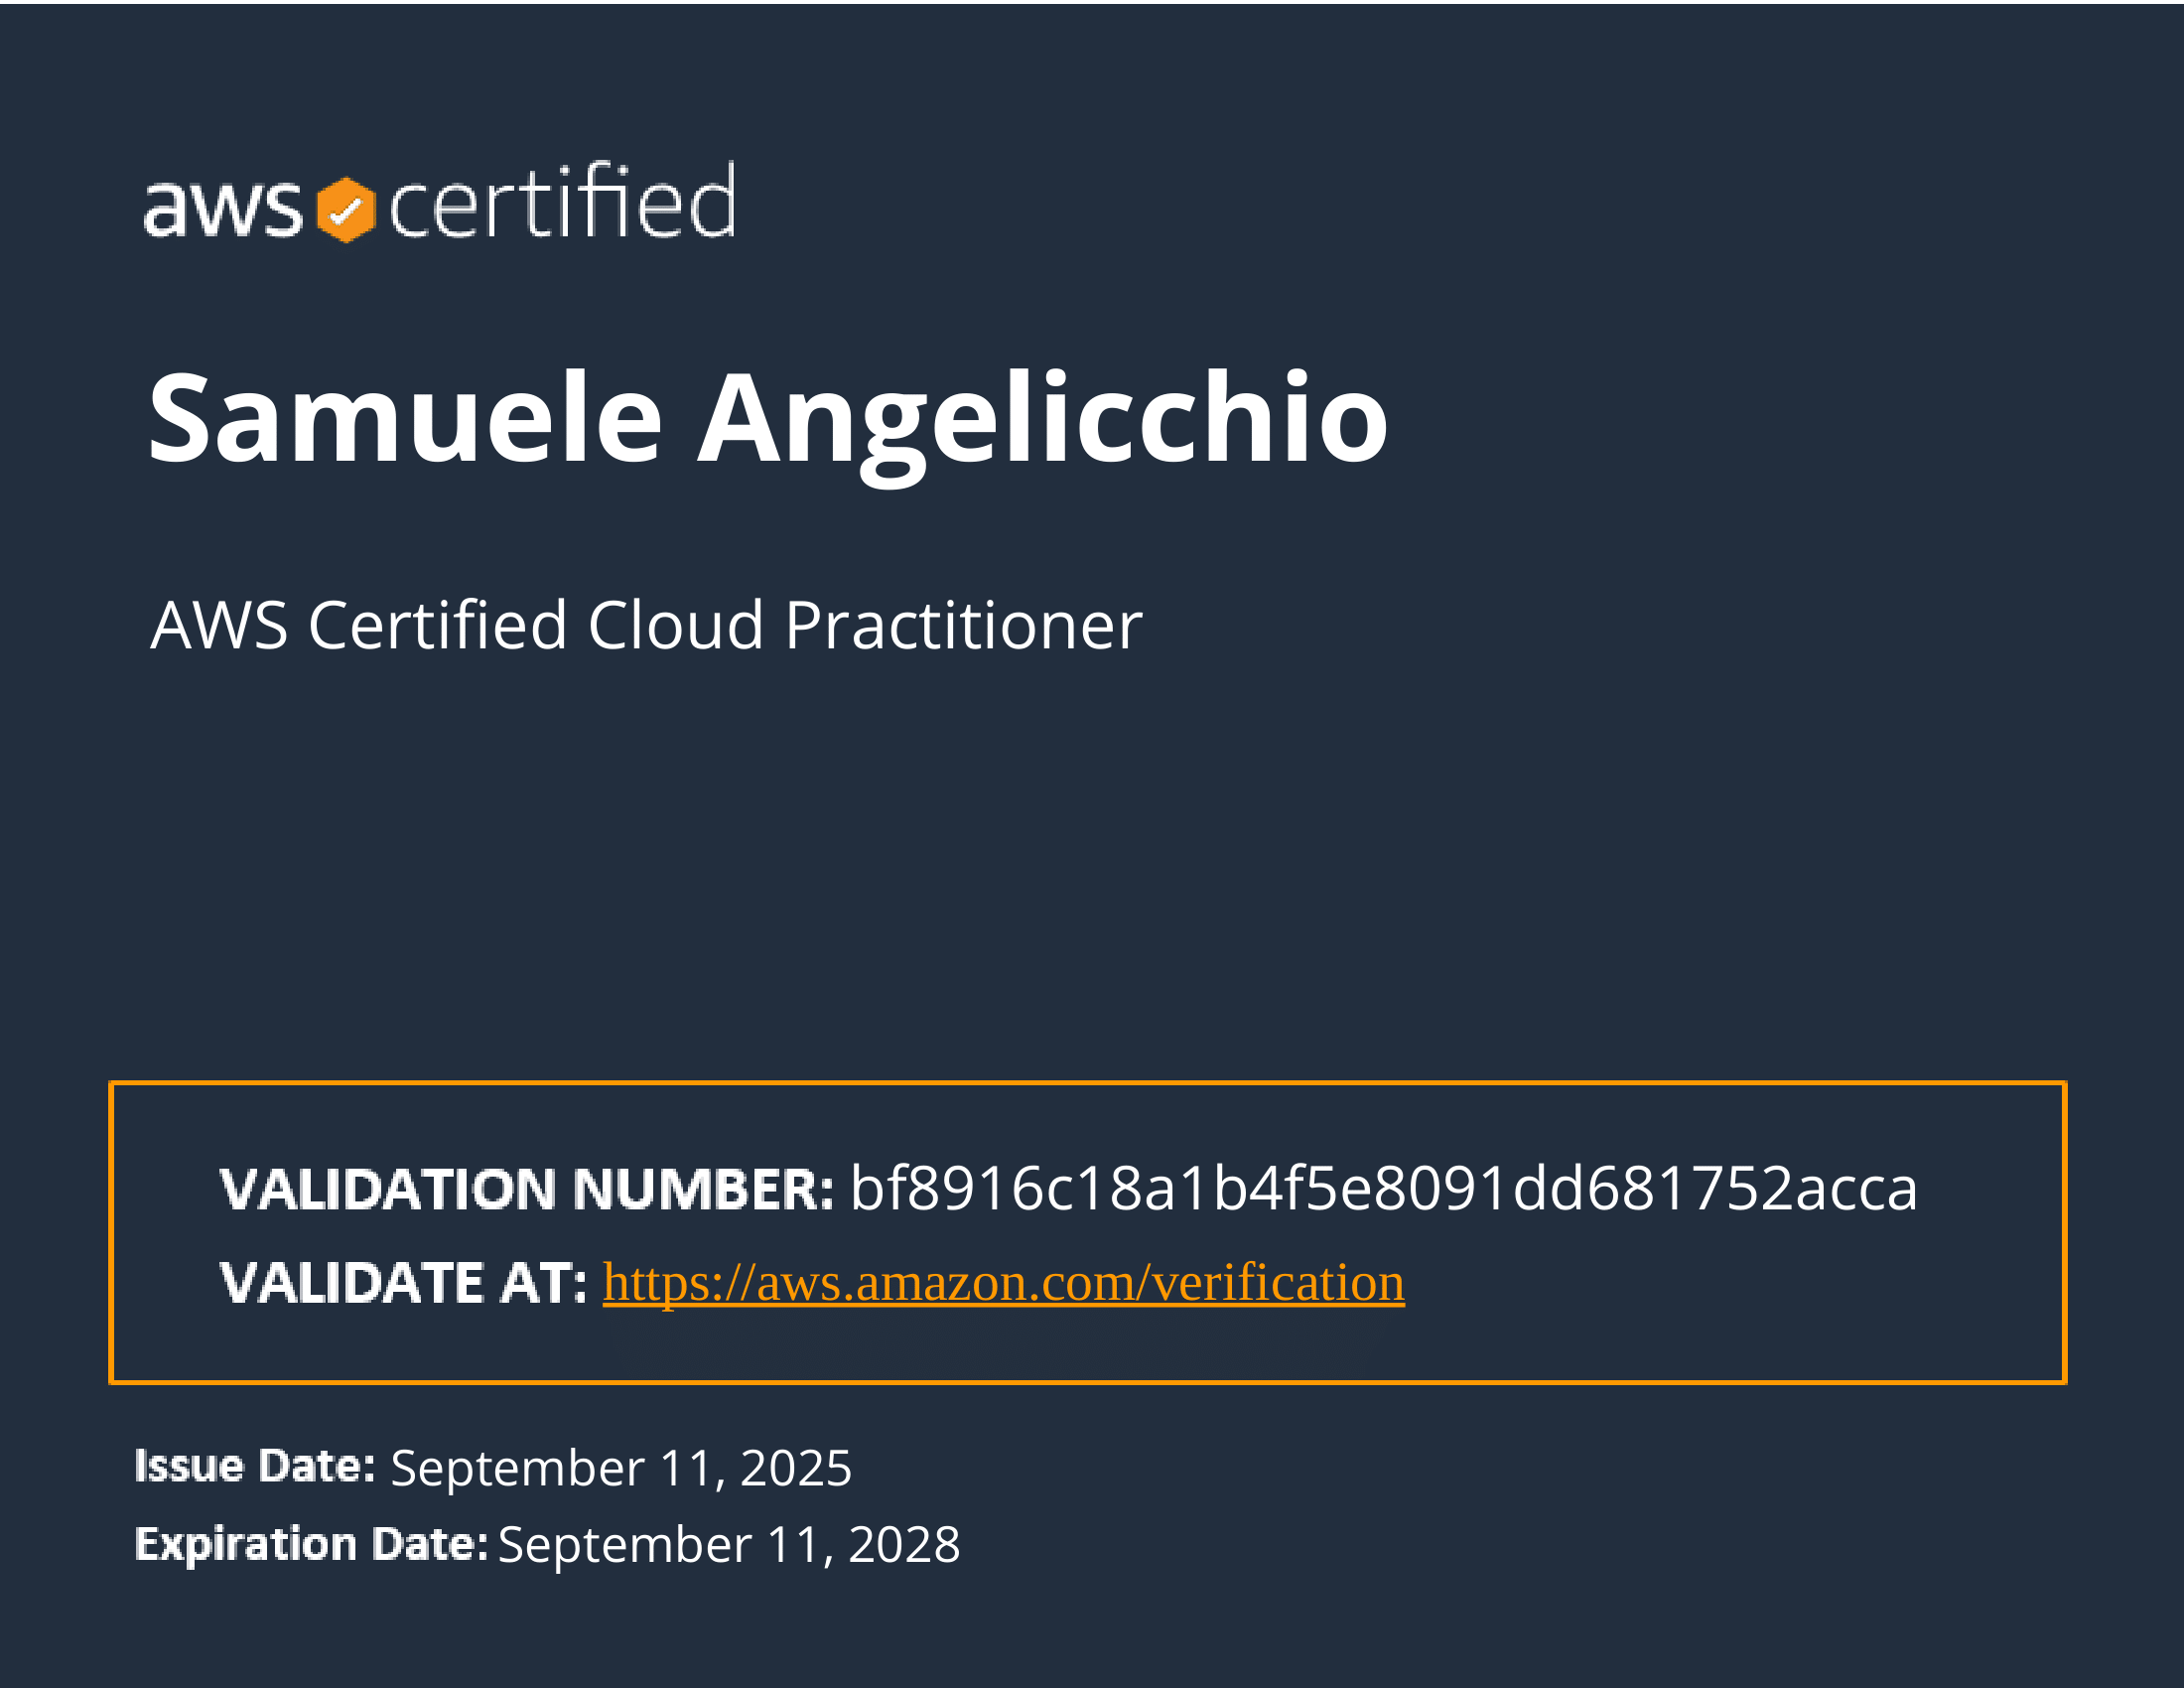 aws certified
Samuele Angelicchio
AWS Certified Cloud Practitioner
VALIDATION NUMBER: bf8916c18a1b4f5e8091dd681752acca
VALIDATE AT: https://aws.amazon.com/verification
Issue Date: September 11, 2025
Expiration Date: September 11, 2028